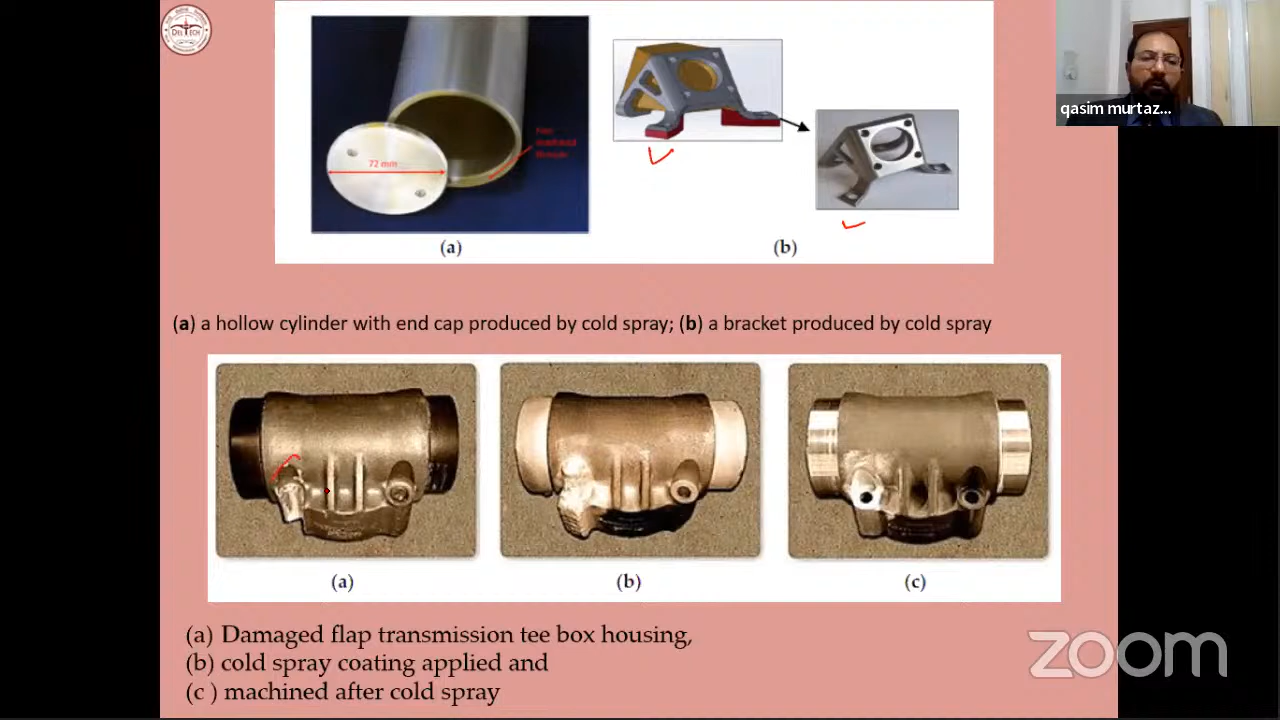 DELTECH
72 mm
(a)
(b)
qasim murtaz...
(a) a hollow cylinder with end cap produced by cold spray; (b) a bracket produced by cold spray
(a)
(b)
(c)
(a) Damaged flap transmission tee box housing,
(b) cold spray coating applied and
(c ) machined after cold spray
zoom